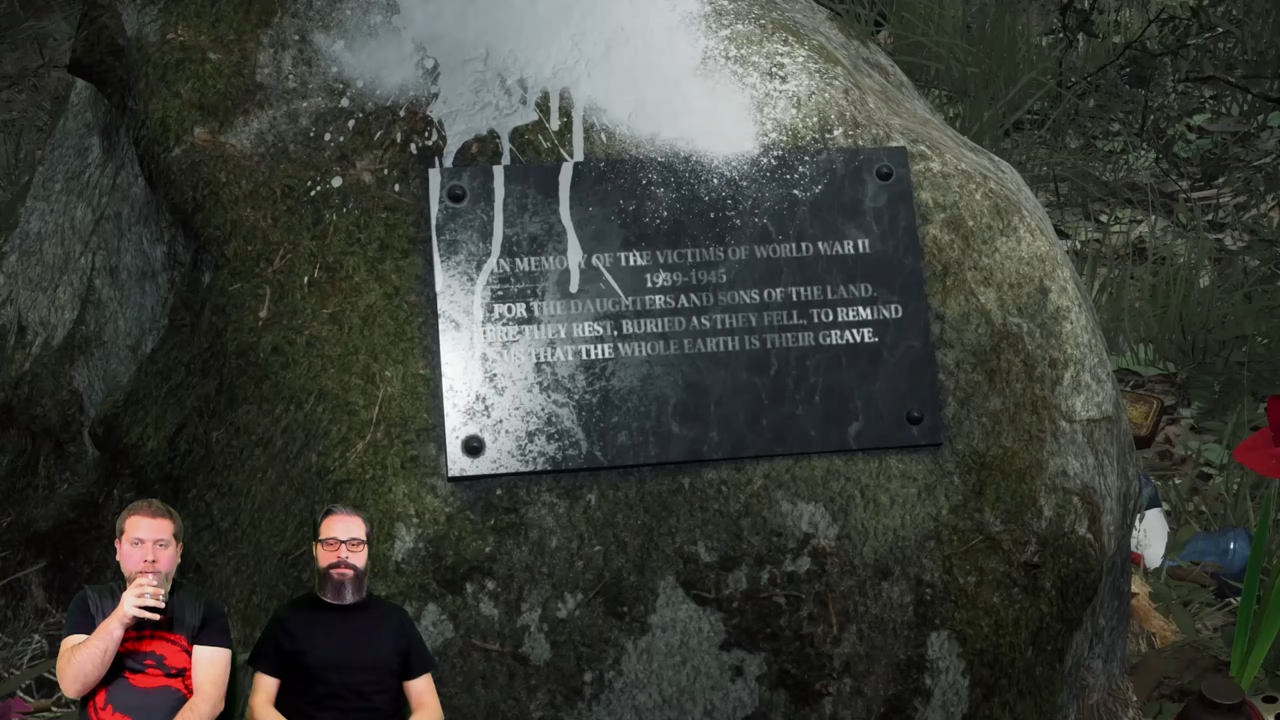 IN MEMORY OF THE VICTIMS OF WORLD WAR II
1939-1945
FOR THE DAUGHTERS AND SONS OF THE LAND.
THEY REST, BURIED AS THEY FELL, TO REMIND
US THAT THE WHOLE EARTH IS THEIR GRAVE.